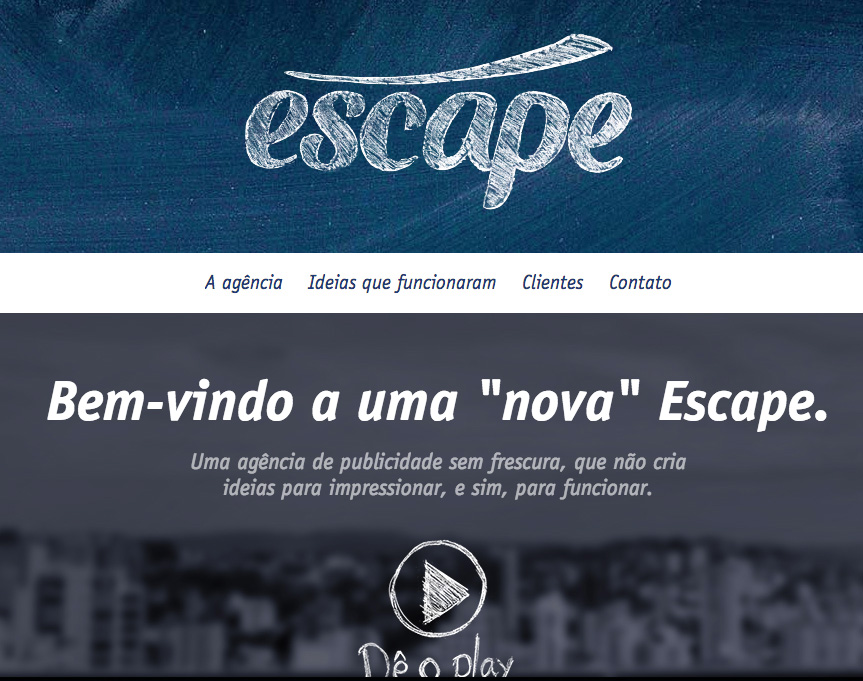 escape
A agência Ideias que funcionaram Clientes Contato
Bem-vindo a uma "nova" Escape.
Uma agência de publicidade sem frescura, que não cria
ideias para impressionar, e sim, para funcionar.
Dê o play